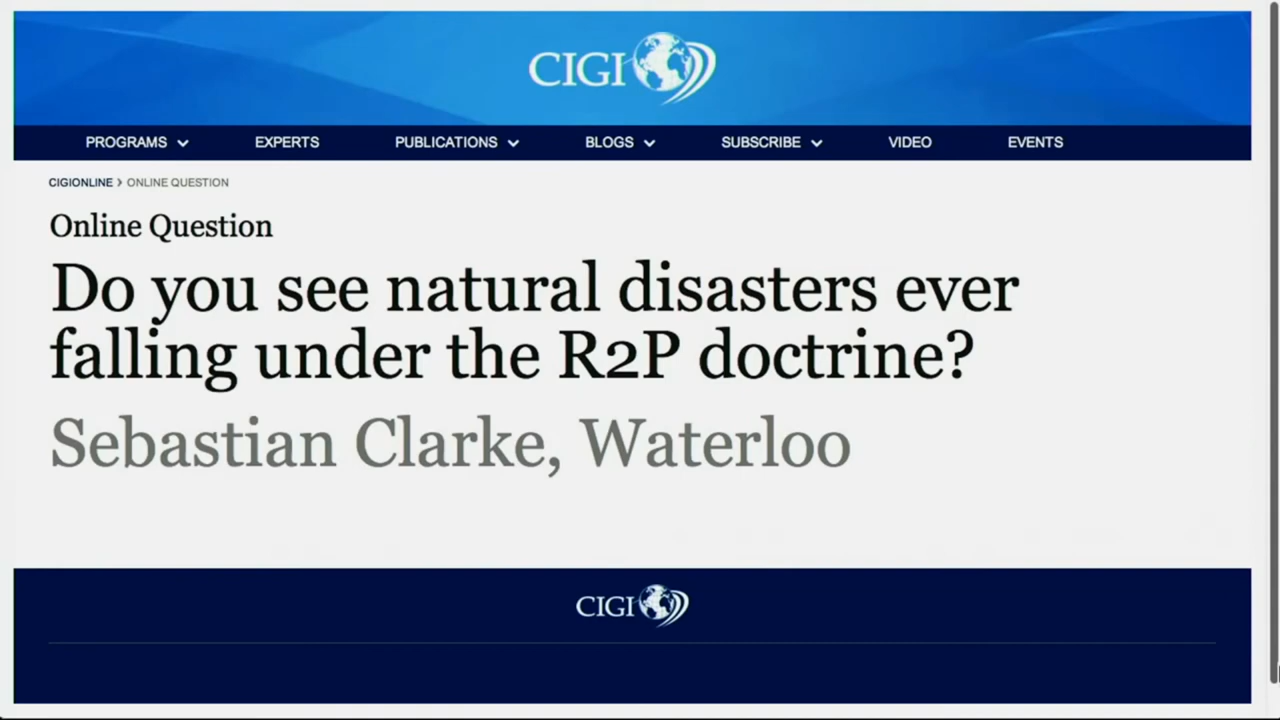 CIGI
PROGRAMS EXPERTS PUBLICATIONS BLOGS SUBSCRIBE VIDEO EVENTS
CIGIONLINE › ONLINE QUESTION
Online Question
Do you see natural disasters ever
falling under the R2P doctrine?
Sebastian Clarke, Waterloo
CIGI